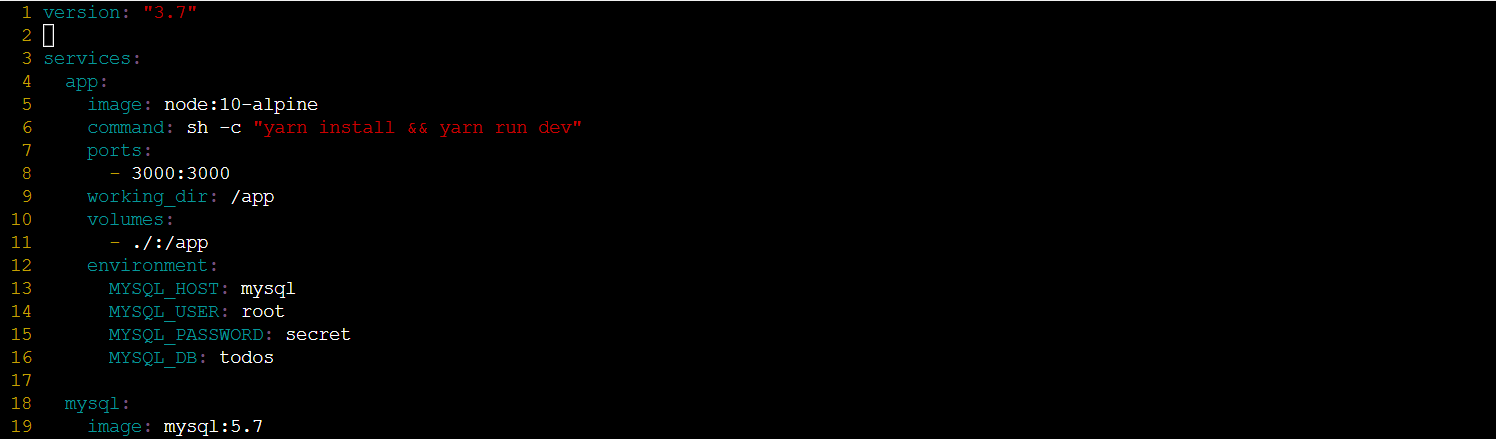 1 version: "3.7"
2
3 services:
4   app:
5     image: node:10-alpine
6     command: sh -c "yarn install && yarn run dev"
7     ports:
8       - 3000:3000
9     working_dir: /app
10     volumes:
11       - ./:/app
12     environment:
13       MYSQL_HOST: mysql
14       MYSQL_USER: root
15       MYSQL_PASSWORD: secret
16       MYSQL_DB: todos
17
18   mysql:
19     image: mysql:5.7